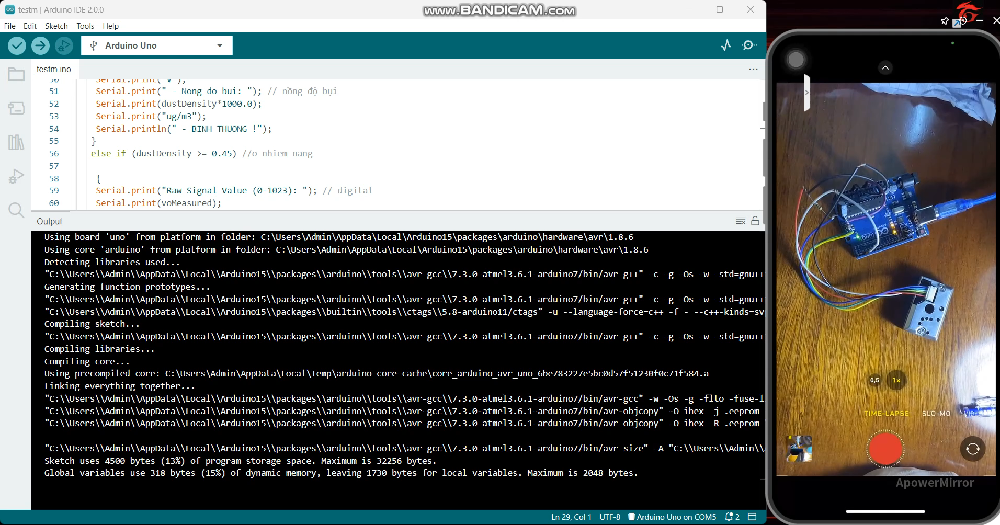 testm | Arduino IDE 2.0.0
www.BANDICAM.com
File Edit Sketch Tools Help
Arduino Uno
testm.ino
50 Serial.print("V");
51 Serial.print(" - Nong do bui: "); // nồng độ bụi
52 Serial.print(dustDensity*1000.0);
53 Serial.print("ug/m3");
54 Serial.println(" - BINH THUONG !");
55 }
56 else if (dustDensity >= 0.45) //o nhiem nang
57
58 {
59 Serial.print("Raw Signal Value (0-1023): "); // digital
60 Serial.print(voMeasured);
Output
Using board 'uno' from platform in folder: C:\Users\Admin\AppData\Local\Arduino15\packages\arduino\hardware\avr\1.8.6
Using core 'arduino' from platform in folder: C:\Users\Admin\AppData\Local\Arduino15\packages\arduino\hardware\avr\1.8.6
Detecting libraries used...
"C:\\Users\\Admin\\AppData\\Local\\Arduino15\\packages\\arduino\\tools\\avr-gcc\\7.3.0-atmel3.6.1-arduino7/bin/avr-g++" -c -g -Os -w -std=gnu++
Generating function prototypes...
"C:\\Users\\Admin\\AppData\\Local\\Arduino15\\packages\\arduino\\tools\\avr-gcc\\7.3.0-atmel3.6.1-arduino7/bin/avr-g++" -c -g -Os -w -std=gnu++
"C:\\Users\\Admin\\AppData\\Local\\Arduino15\\packages\\builtin\\tools\\ctags\\5.8-arduino11/ctags" -u --language-force=c++ -f - --c++-kinds=svp
Compiling sketch...
"C:\\Users\\Admin\\AppData\\Local\\Arduino15\\packages\\arduino\\tools\\avr-gcc\\7.3.0-atmel3.6.1-arduino7/bin/avr-g++" -c -g -Os -w -std=gnu++
Compiling libraries...
Compiling core...
Using precompiled core: C:\Users\Admin\AppData\Local\Temp\arduino-core-cache\core_arduino_avr_uno_6be783227e5bc0d57f51230f0c71f584.a
Linking everything together...
"C:\\Users\\Admin\\AppData\\Local\\Arduino15\\packages\\arduino\\tools\\avr-gcc\\7.3.0-atmel3.6.1-arduino7/bin/avr-gcc" -w -Os -g -flto -fuse-l
"C:\\Users\\Admin\\AppData\\Local\\Arduino15\\packages\\arduino\\tools\\avr-gcc\\7.3.0-atmel3.6.1-arduino7/bin/avr-objcopy" -O ihex -j .eeprom
"C:\\Users\\Admin\\AppData\\Local\\Arduino15\\packages\\arduino\\tools\\avr-gcc\\7.3.0-atmel3.6.1-arduino7/bin/avr-objcopy" -O ihex -R .eeprom
"C:\\Users\\Admin\\AppData\\Local\\Arduino15\\packages\\arduino\\tools\\avr-gcc\\7.3.0-atmel3.6.1-arduino7/bin/avr-size" -A "C:\\Users\\Admin\\
Sketch uses 4500 bytes (13%) of program storage space. Maximum is 32256 bytes.
Global variables use 318 bytes (15%) of dynamic memory, leaving 1730 bytes for local variables. Maximum is 2048 bytes.
Ln 29, Col 1 UTF-8 Arduino Uno on COM5 2
UNO
0,5 1×
TIME-LAPSE SLO-MO
ApowerMirror